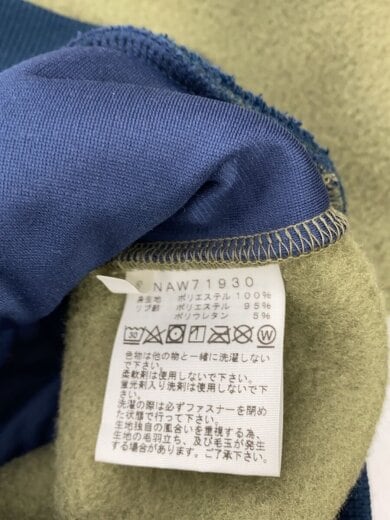 NAW71930
表生地 ポリエステル 100%
リブ部 ポリエステル 95%
ポリウレタン 5%
30 W
色物は他の物と一緒に洗濯しない
で下さい。
柔軟剤は使用しないで下さい。
蛍光剤入り洗剤は使用しないで
下さい。
洗濯の際は必ずファスナーを閉め
た状態で行って下さい。
生地独自の風合いを重視する為、
生地の毛羽立ち、及び毛玉が発生
する場合があります。ご了承下さい。